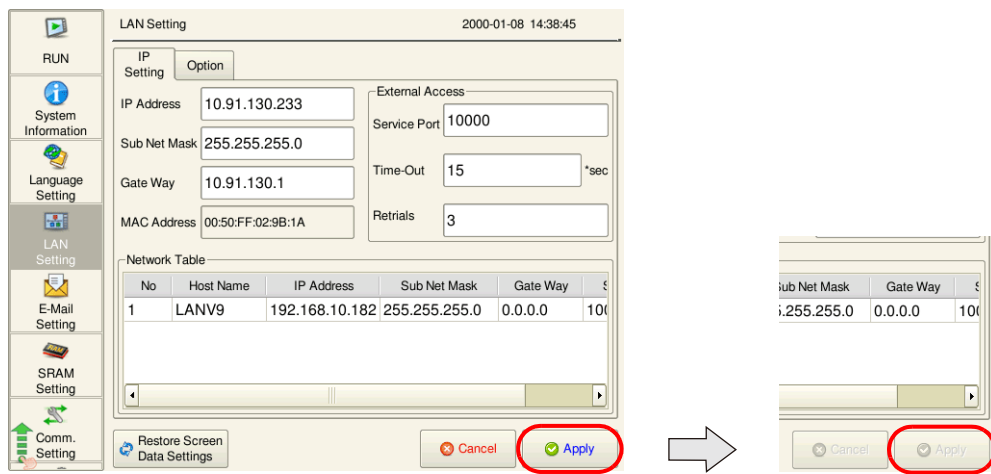 LAN Setting
2000-01-08 14:38:45
RUN
System
Information
Language
Setting
LAN
Setting
E-Mail
Setting
SRAM
Setting
Comm.
Setting
IP
Setting
Option
IP Address 10.91.130.233
Sub Net Mask 255.255.255.0
Gate Way 10.91.130.1
MAC Address 00:50:FF:02:9B:1A
External Access
Service Port 10000
Time-Out 15 *sec
Retrials 3
Network Table
No Host Name IP Address Sub Net Mask Gate Way S
1 LANV9 192.168.10.182 255.255.255.0 0.0.0.0 100
Restore Screen
Data Settings
Cancel
Apply
Sub Net Mask Gate Way S
.255.255.0 0.0.0.0 100
Cancel
Apply